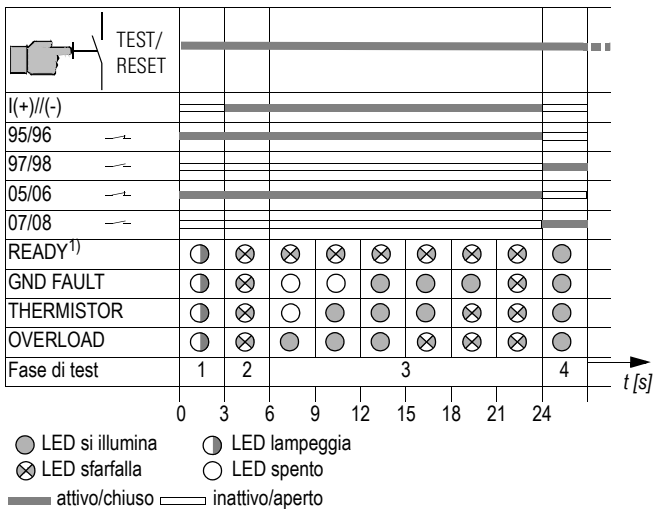 TEST/
RESET
I(+)//(-)
95/96
97/98
05/06
07/08
READY1)
GND FAULT
THERMISTOR
OVERLOAD
Fase di test 1 2 3 4
t [s]
0 3 6 9 12 15 18 21 24
LED si illumina LED lampeggia
LED sfarfalla LED spento
attivo/chiuso inattivo/aperto